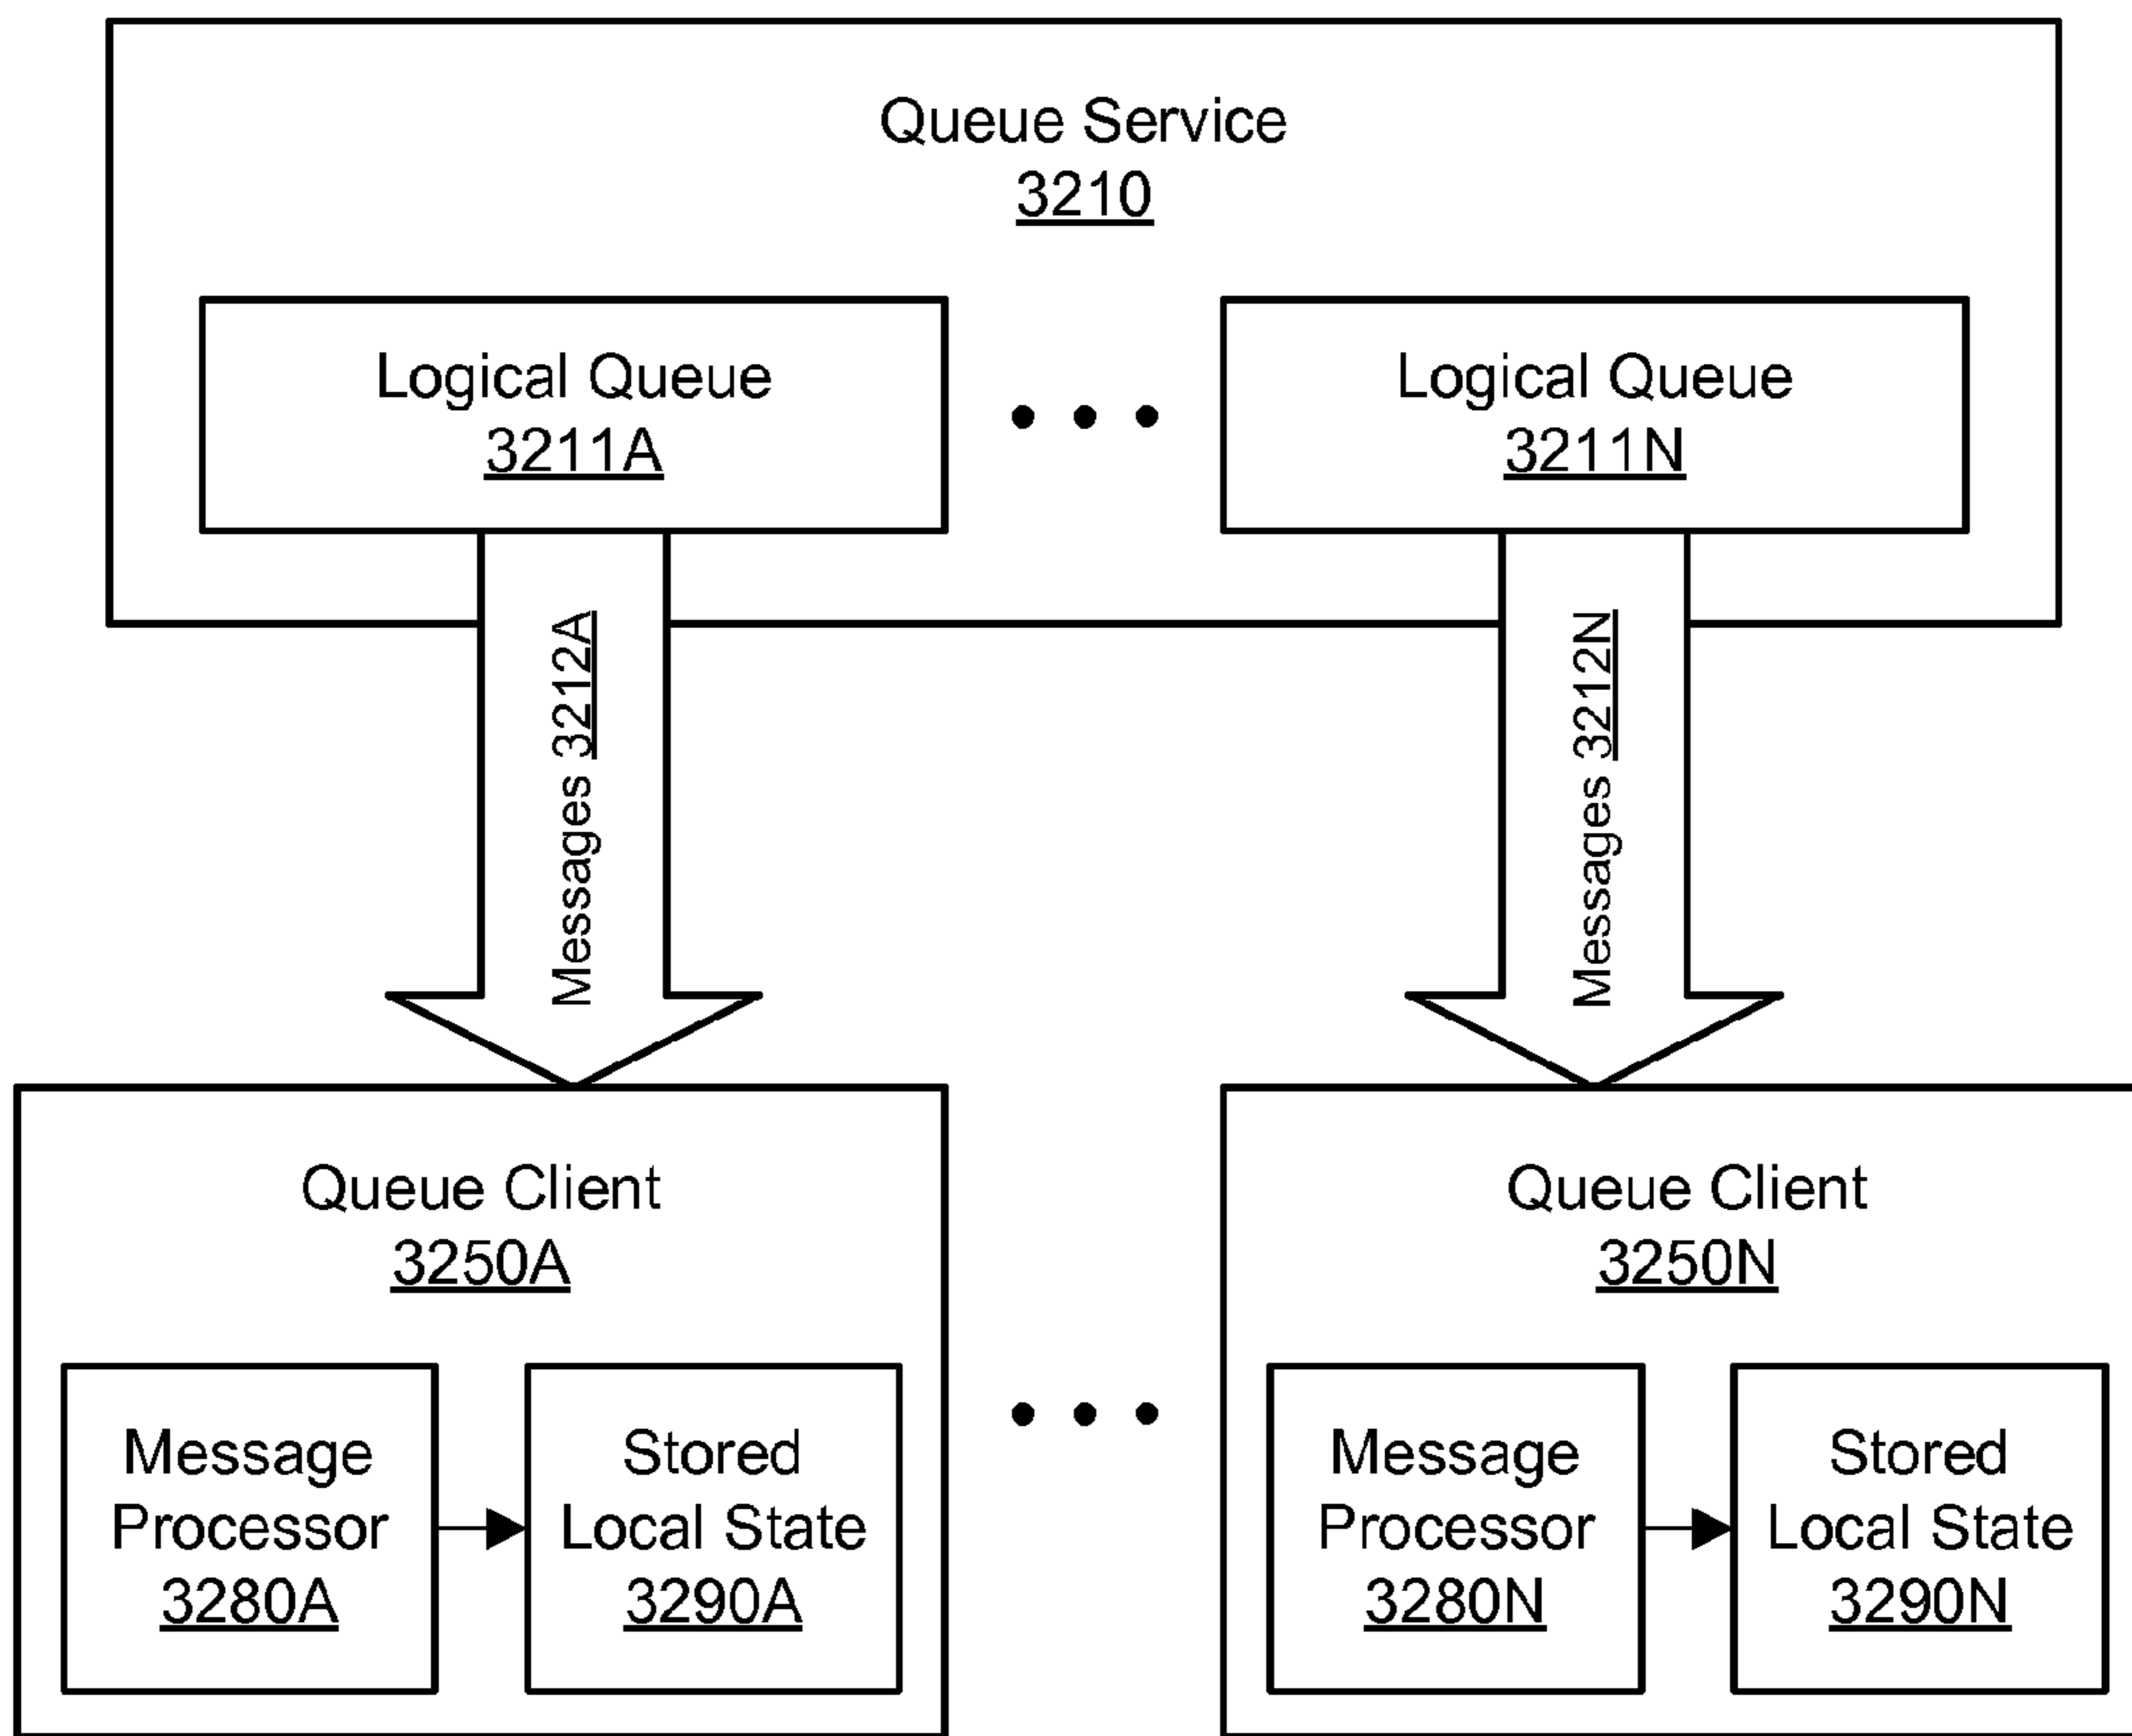 Queue Service
3210
Logical Queue
3211A
Logical Queue
3211N
Messages 3212A
Messages 3212N
Queue Client
3250A
Queue Client
3250N
Message
Processor
3280A
Stored
Local State
3290A
Message
Processor
3280N
Stored
Local State
3290N